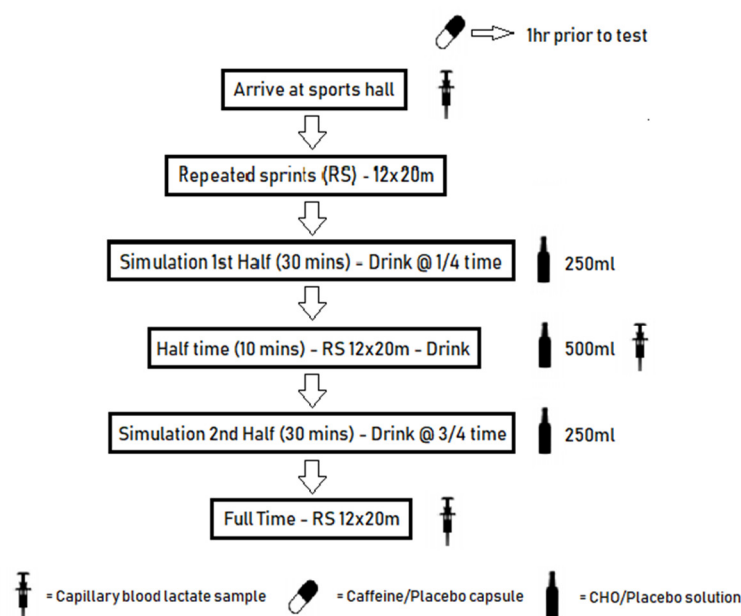 1hr prior to test
Arrive at sports hall
Repeated sprints (RS) - 12x20m
Simulation 1st Half (30 mins) - Drink @ 1/4 time
250ml
Half time (10 mins) - RS 12x20m - Drink
500ml
Simulation 2nd Half (30 mins) - Drink @ 3/4 time
250ml
Full Time - RS 12x20m
= Capillary blood lactate sample
= Caffeine/Placebo capsule
= CHO/Placebo solution